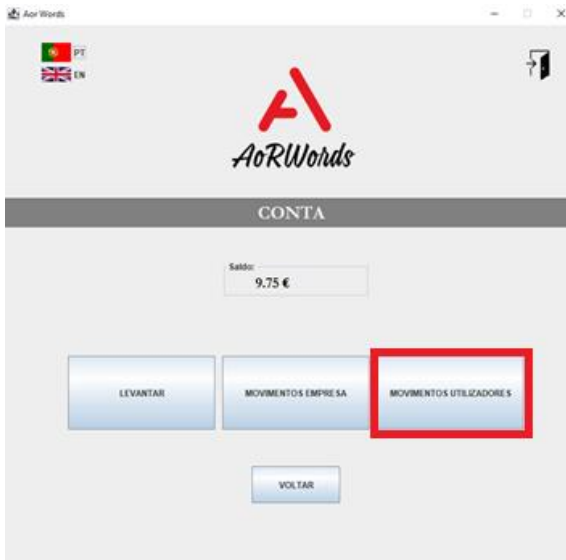 Aor Words
PT
EN
AoRWords
CONTA
Saldo:
9.75 €
LEVANTAR
MOVIMENTOS EMPRESA
MOVIMENTOS UTILIZADORES
VOLTAR